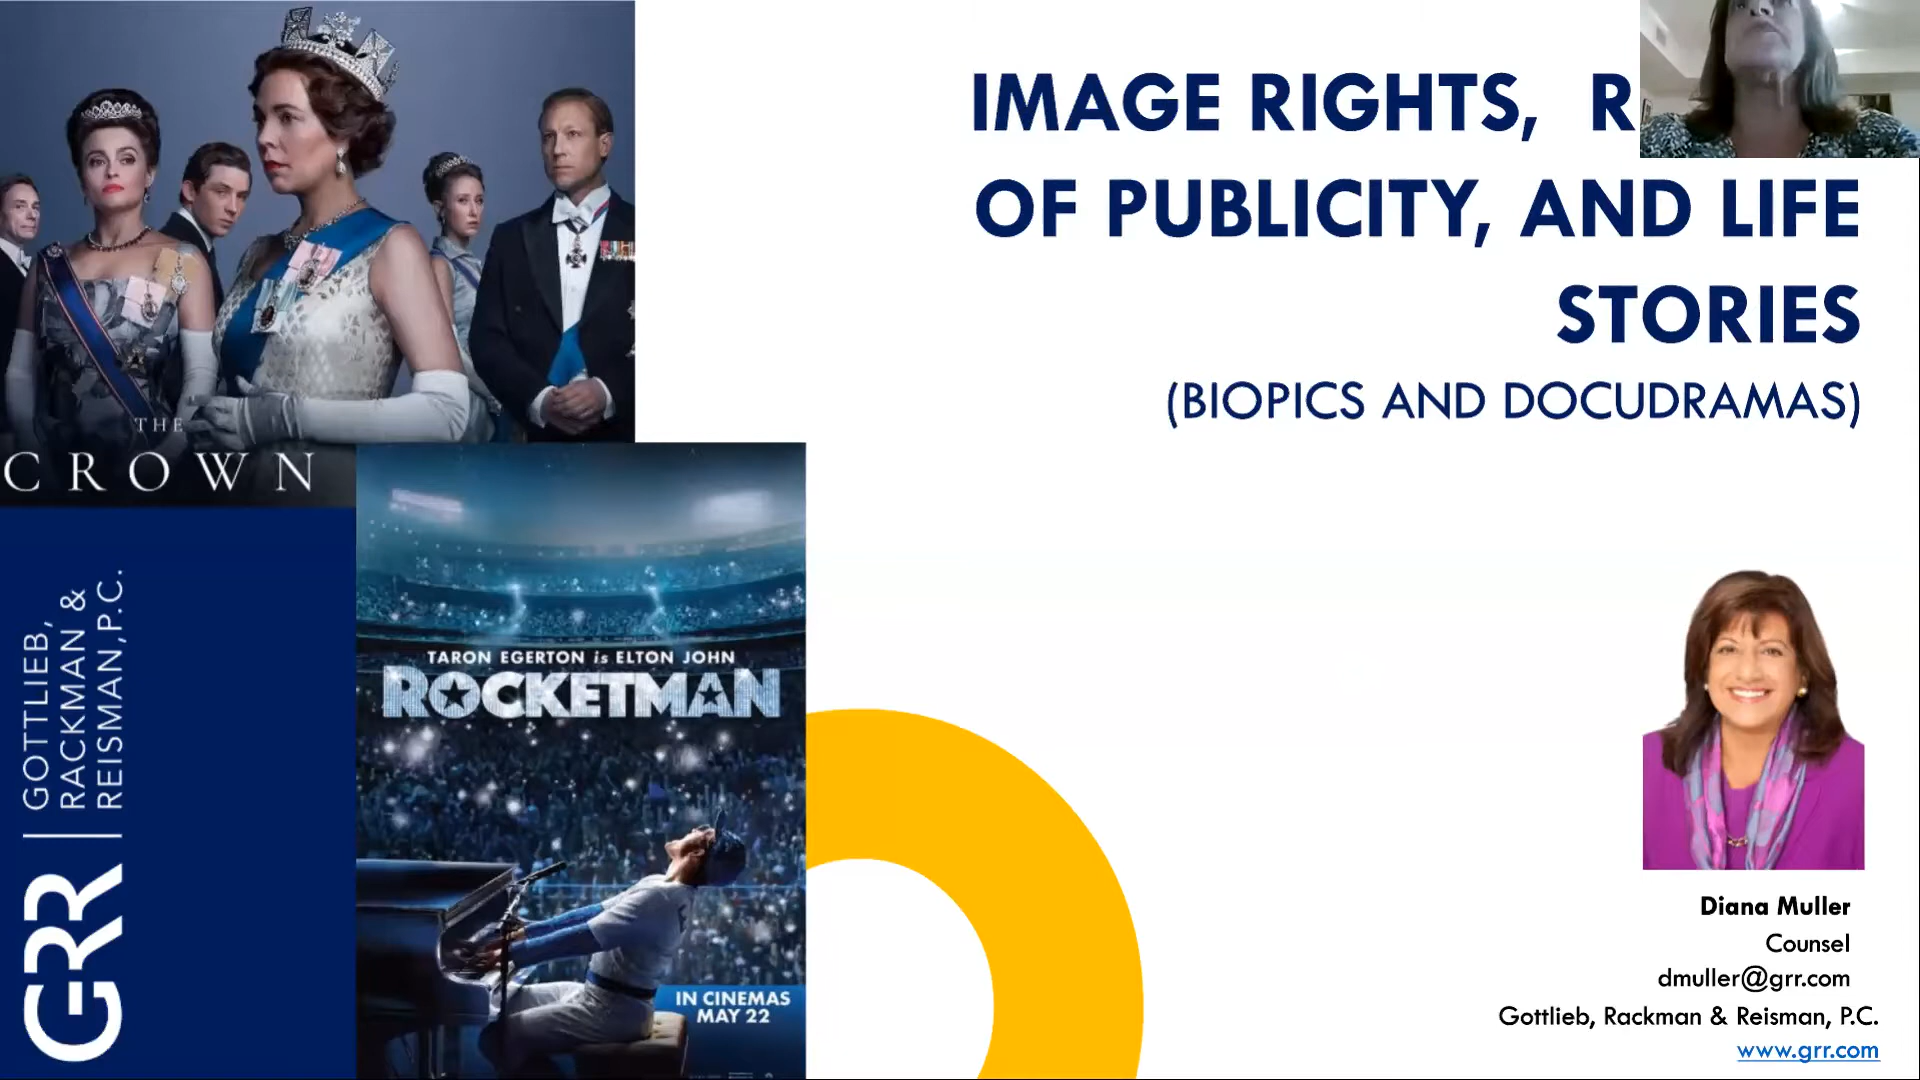 IMAGE RIGHTS, R
OF PUBLICITY, AND LIFE
STORIES
(BIOPICS AND DOCUDRAMAS)
THE
CROWN
TARON EGERTON is ELTON JOHN
ROCKETMAN
IN CINEMAS
MAY 22
GRR
GOTTLIEB,
RACKMAN &
REISMAN, P.C.
Diana Muller
Counsel
dmuller@grr.com
Gottlieb, Rackman & Reisman, P.C.
www.grr.com